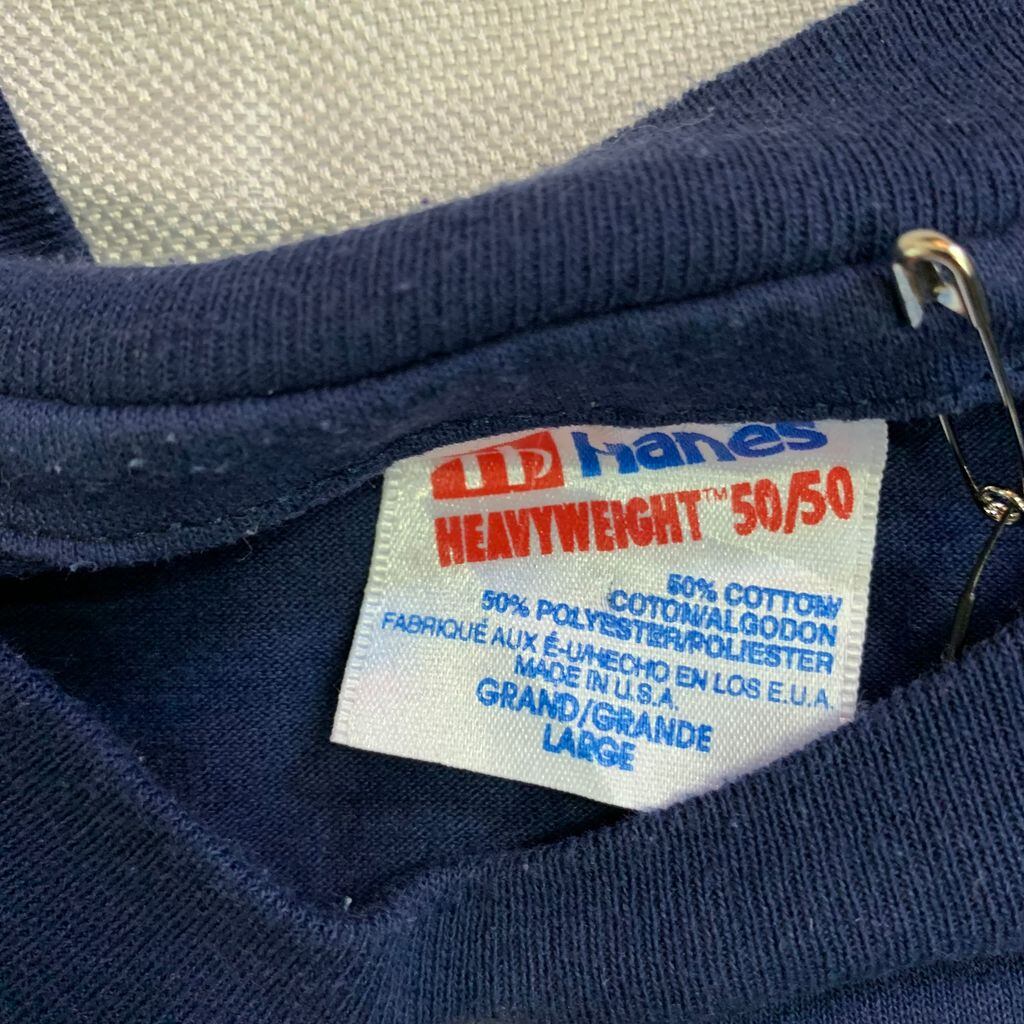 Hanes
HEAVYWEIGHT™ 50/50
50% COTTON/
COTON/ALGODON
50% POLYESTER/POLIESTER
FABRIQUÉ AUX É-U/HECHO EN LOS E.U.A.
MADE IN U.S.A.
GRAND/GRANDE
LARGE